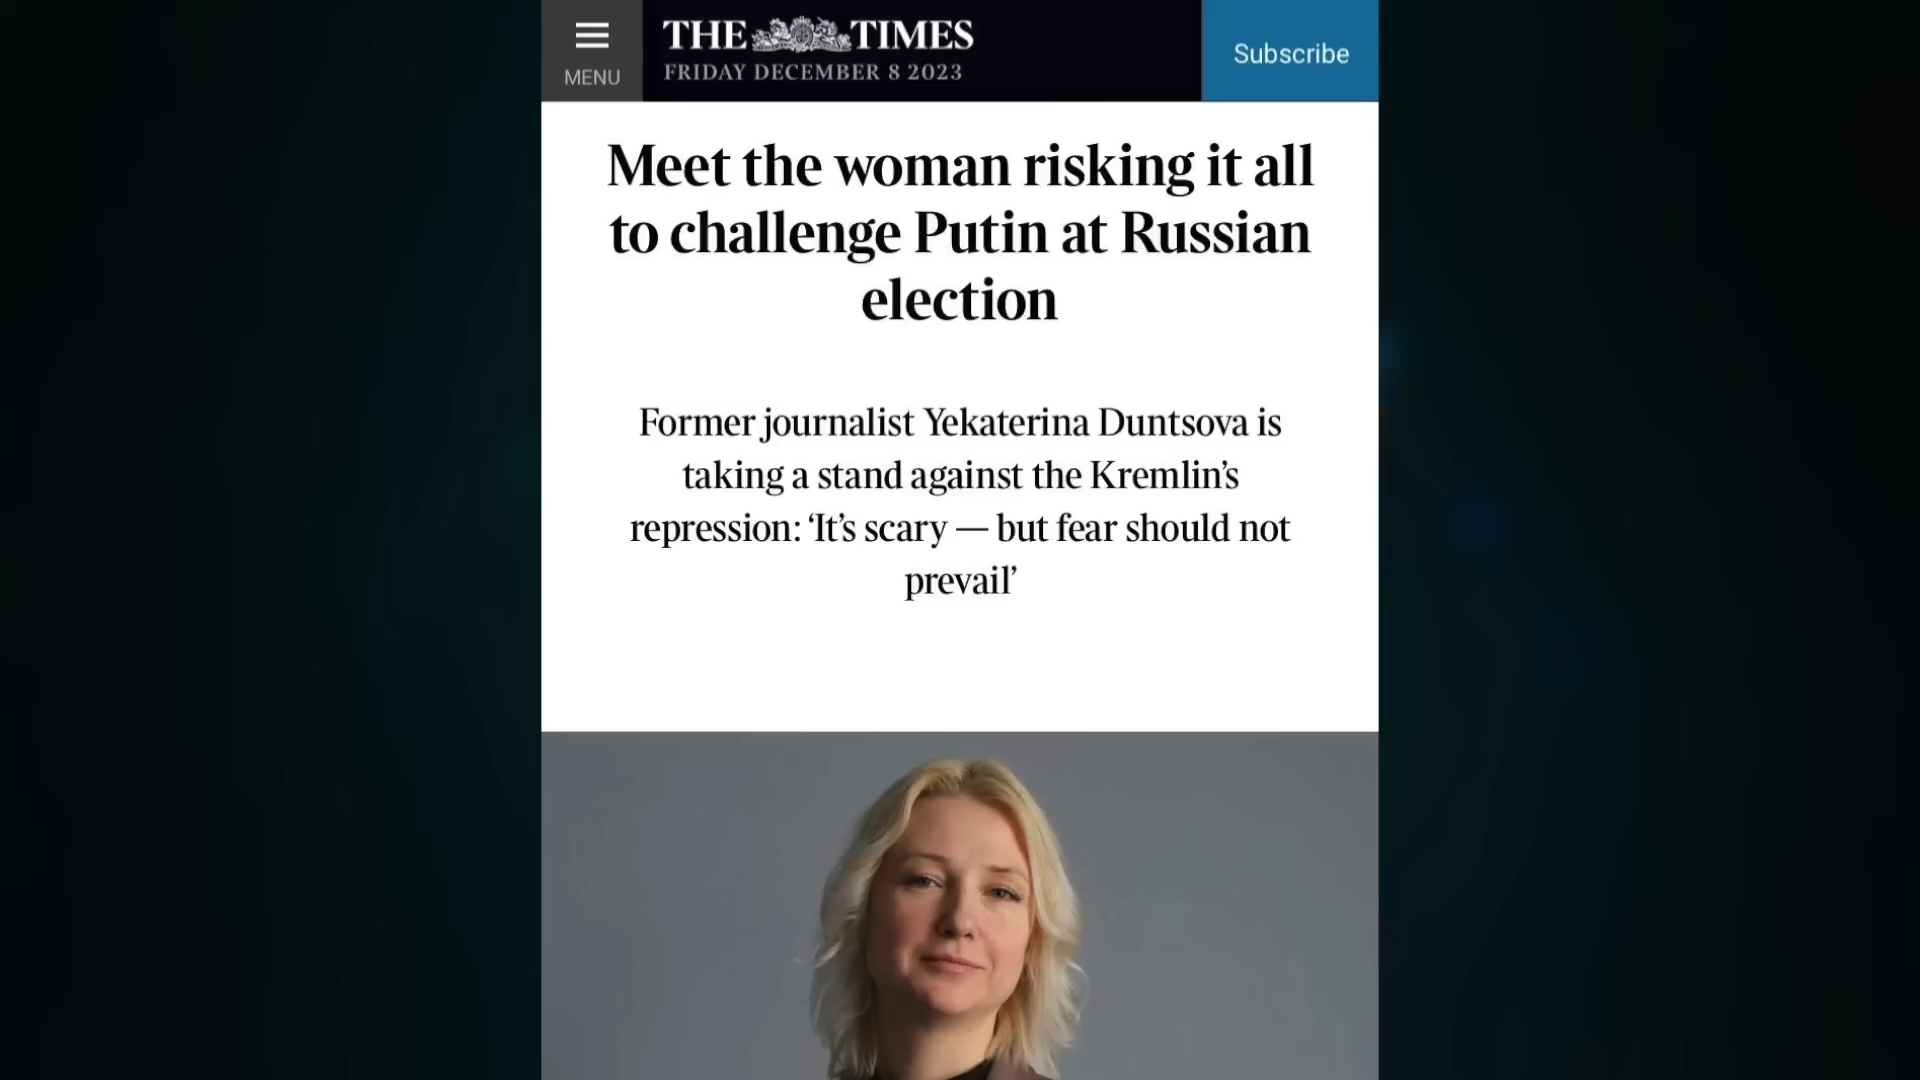 MENU
THE TIMES
FRIDAY DECEMBER 8 2023
Subscribe
Meet the woman risking it all
to challenge Putin at Russian
election
Former journalist Yekaterina Duntsova is
taking a stand against the Kremlin’s
repression: ‘It’s scary — but fear should not
prevail’